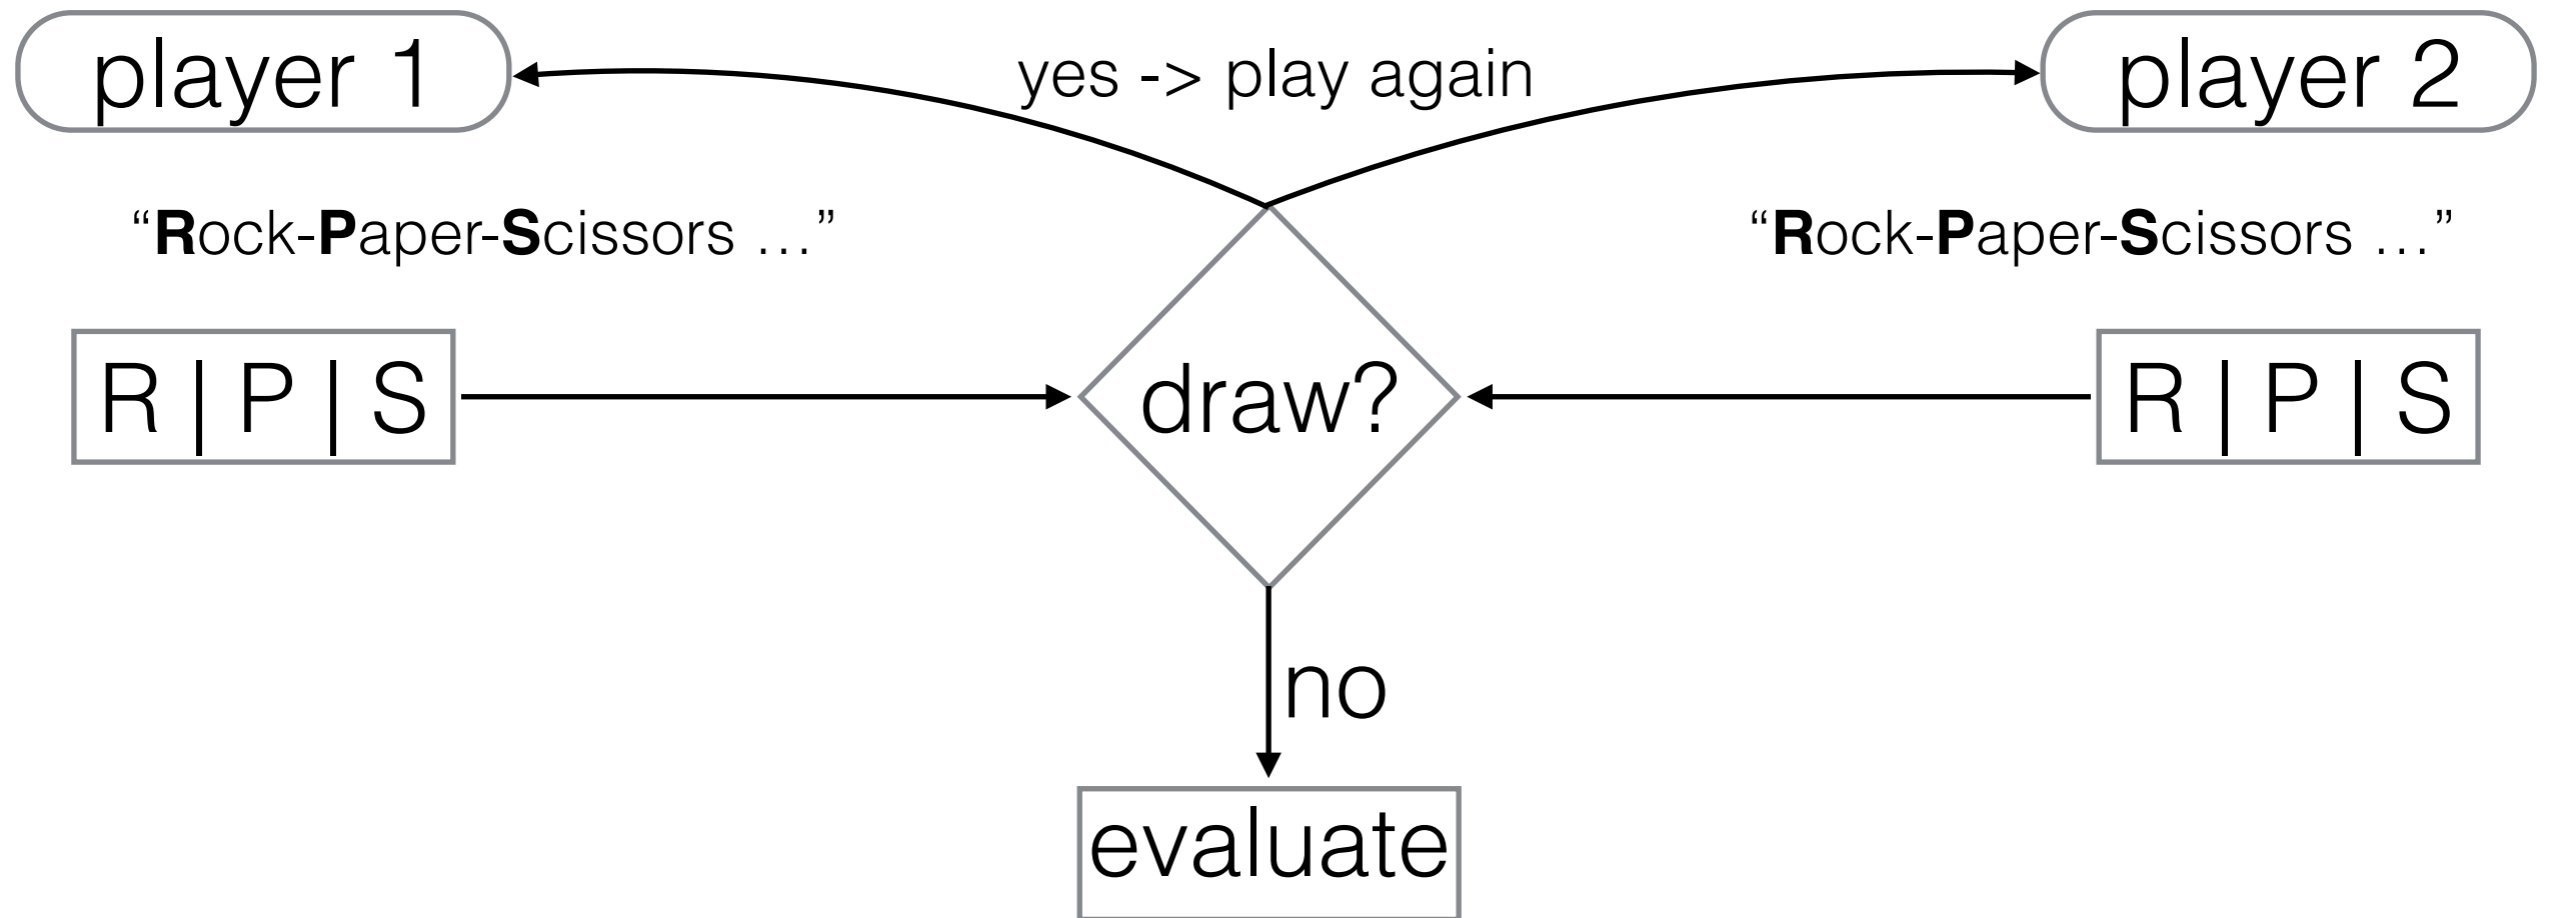 player 1
yes -> play again
player 2
“Rock-Paper-Scissors …”
“Rock-Paper-Scissors …”
R | P | S
draw?
R | P | S
no
evaluate